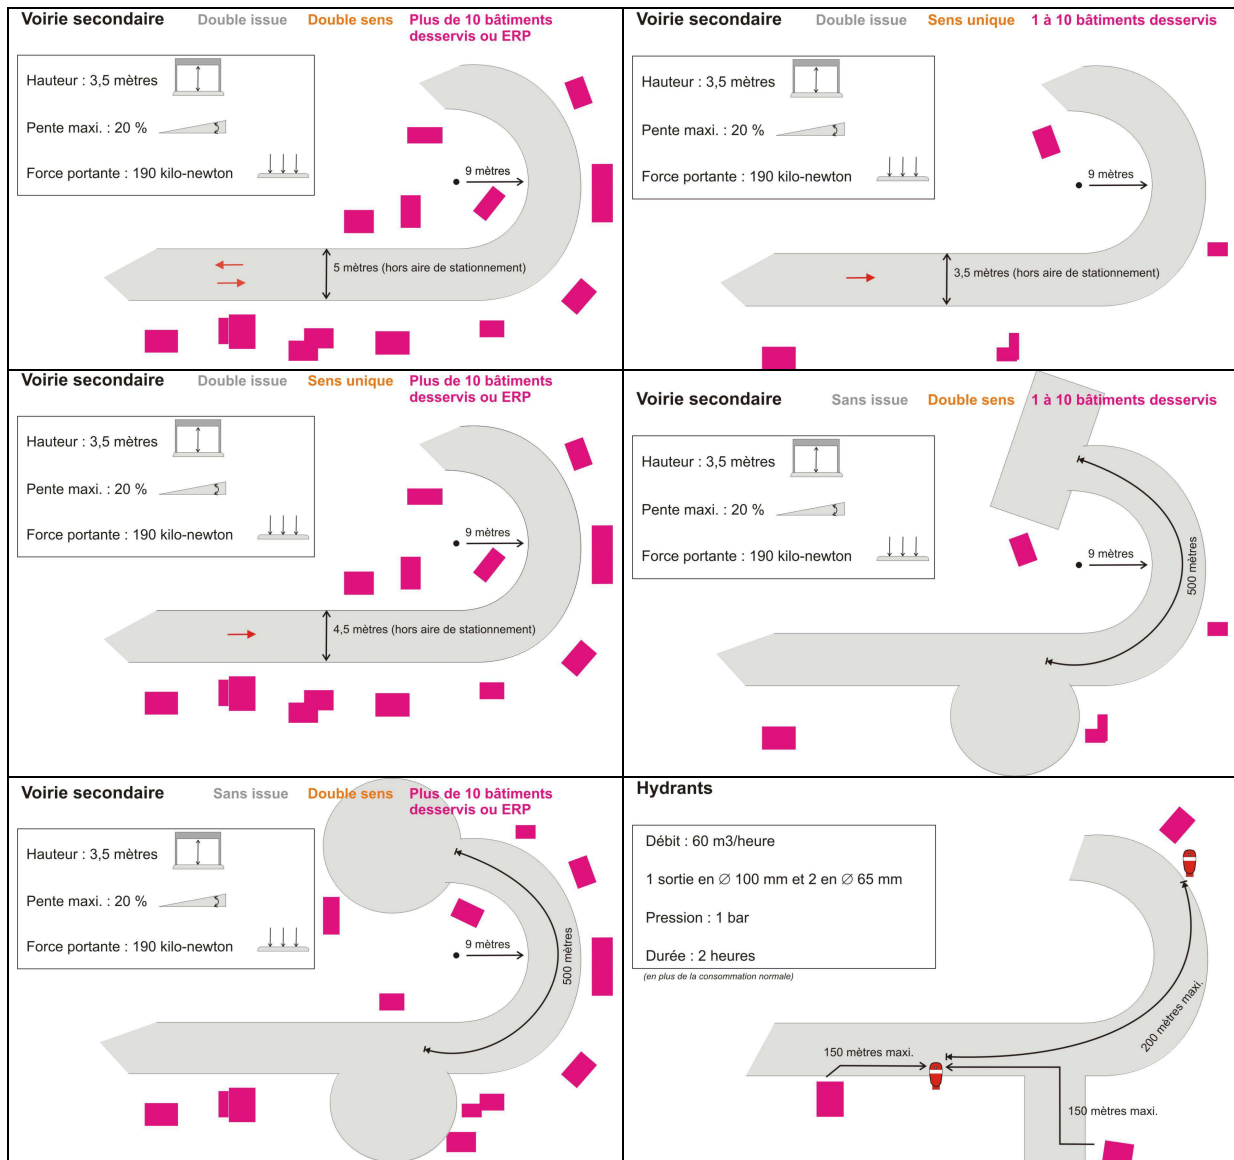 Voirie secondaire Double issue Double sens Plus de 10 bâtiments
desservis ou ERP
Hauteur : 3,5 mètres
Pente maxi. : 20 %
Force portante : 190 kilo-newton
9 mètres
5 mètres (hors aire de stationnement)
Voirie secondaire Double issue Sens unique 1 à 10 bâtiments desservis
Hauteur : 3,5 mètres
Pente maxi. : 20 %
Force portante : 190 kilo-newton
9 mètres
3,5 mètres (hors aire de stationnement)
Voirie secondaire Double issue Sens unique Plus de 10 bâtiments
desservis ou ERP
Hauteur : 3,5 mètres
Pente maxi. : 20 %
Force portante : 190 kilo-newton
9 mètres
4,5 mètres (hors aire de stationnement)
Voirie secondaire Sans issue Double sens 1 à 10 bâtiments desservis
Hauteur : 3,5 mètres
Pente maxi. : 20 %
Force portante : 190 kilo-newton
9 mètres
500 mètres
Voirie secondaire Sans issue Double sens Plus de 10 bâtiments
desservis ou ERP
Hauteur : 3,5 mètres
Pente maxi. : 20 %
Force portante : 190 kilo-newton
9 mètres
500 mètres
Hydrants
Débit : 60 m3/heure
1 sortie en ∅ 100 mm et 2 en ∅ 65 mm
Pression : 1 bar
Durée : 2 heures
(en plus de la consommation normale)
200 mètres maxi.
150 mètres maxi.
150 mètres maxi.